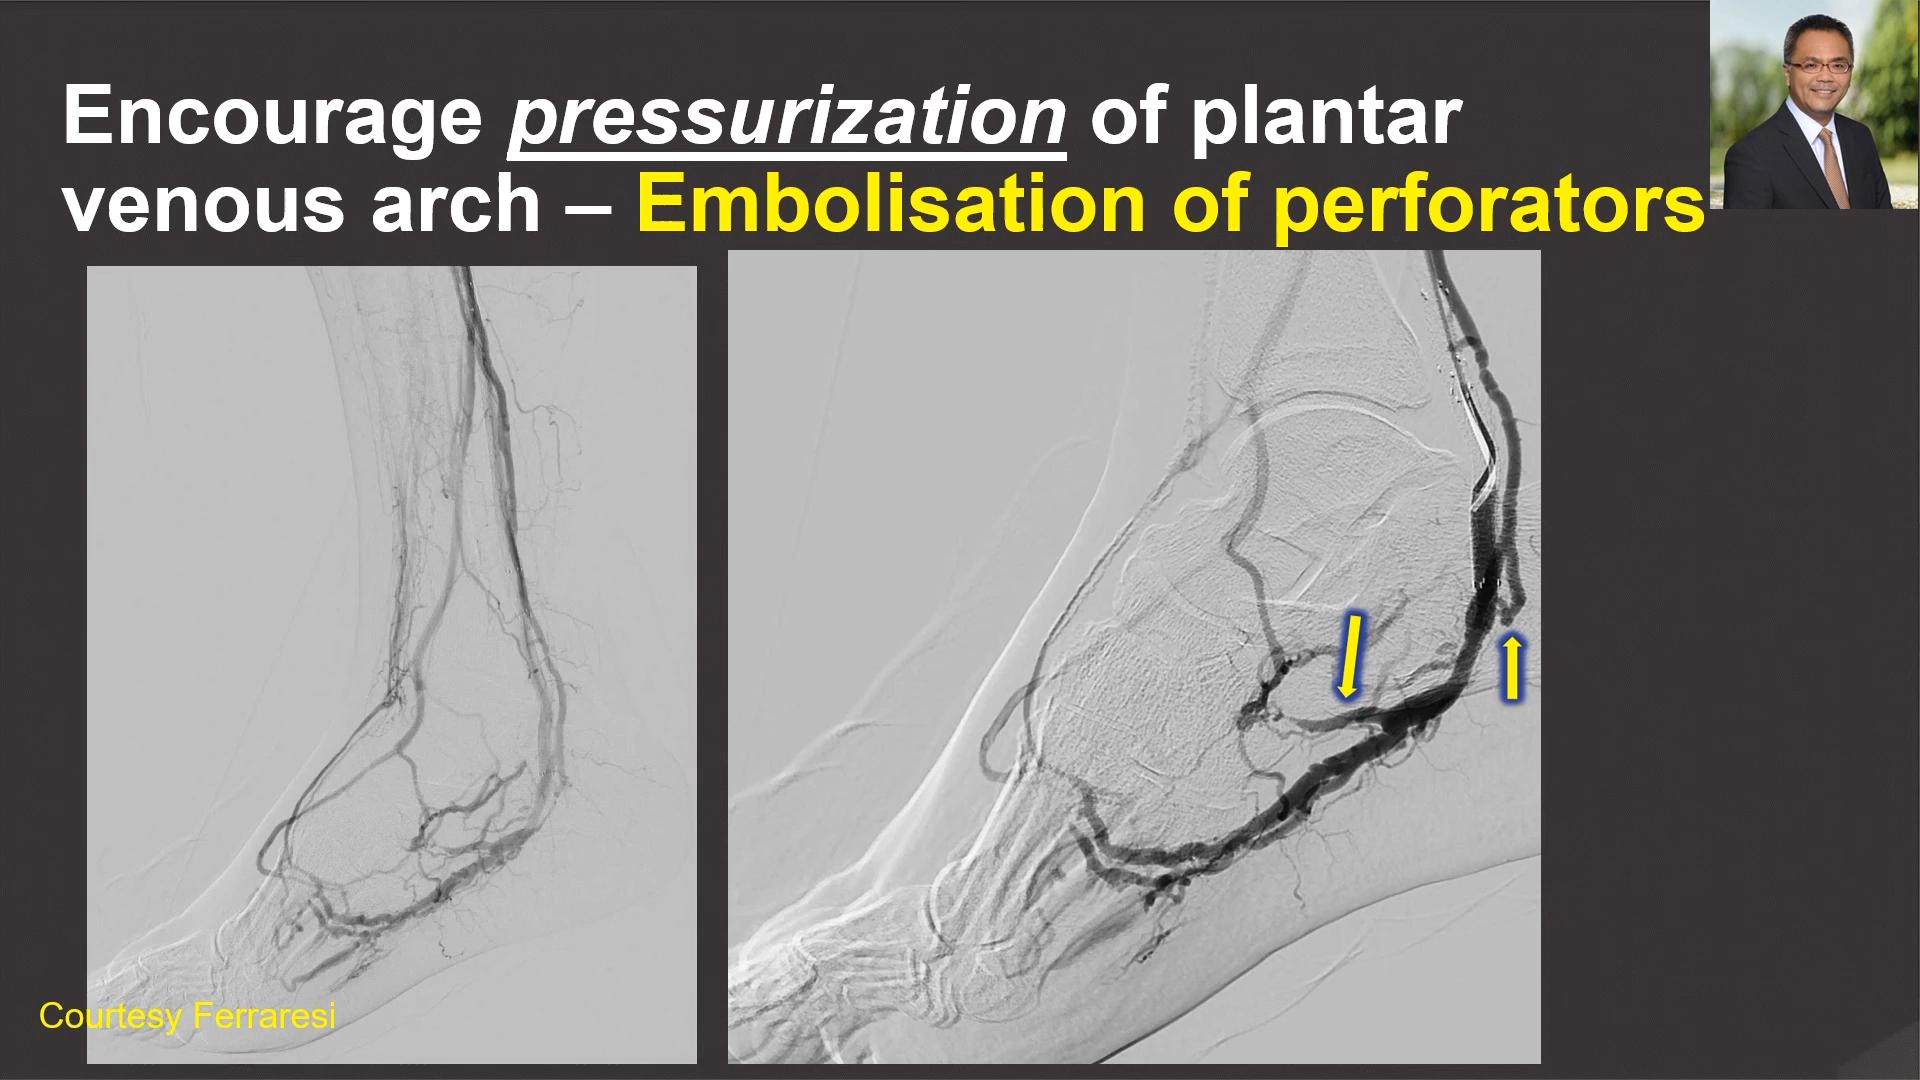 Encourage pressurization of plantar
venous arch – Embolisation of perforators
Courtesy Ferraresi